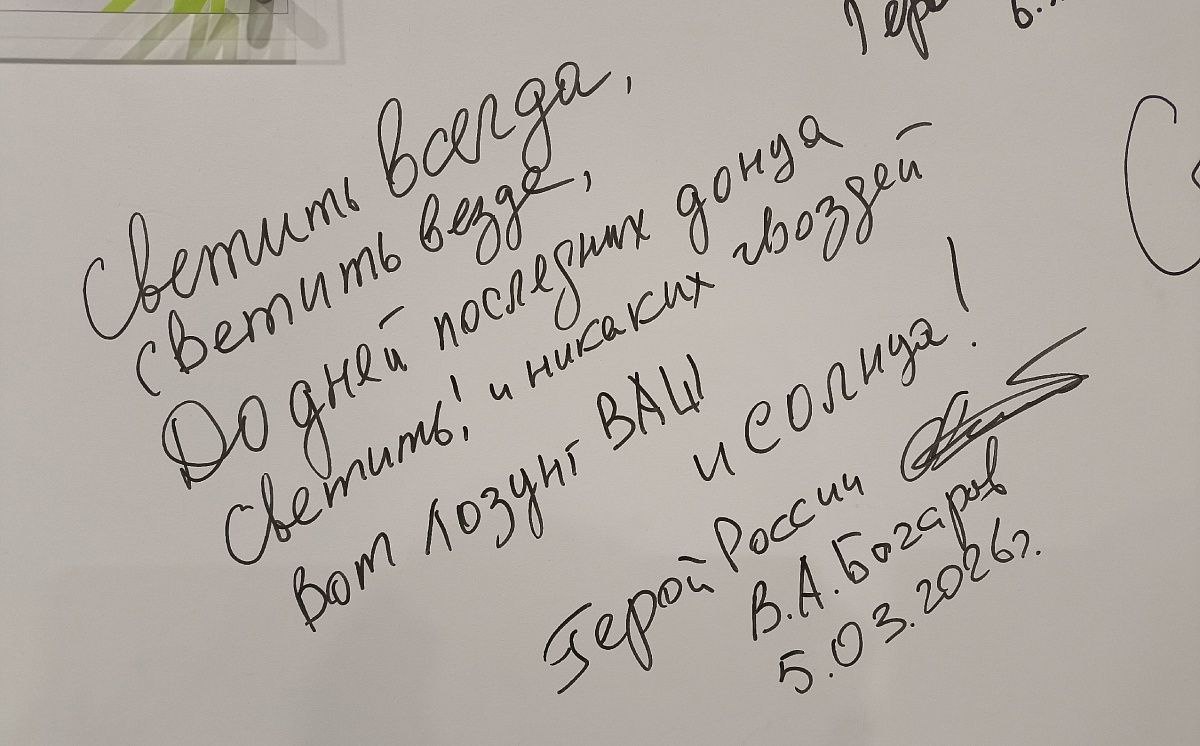 Светить всегда,
светить везде,
До дней последних донца
Светить! и никаких гвоздей
Вот лозунг ВАШ
и солнца!
Герой России
В.А. Богаров
5.03.2026г.